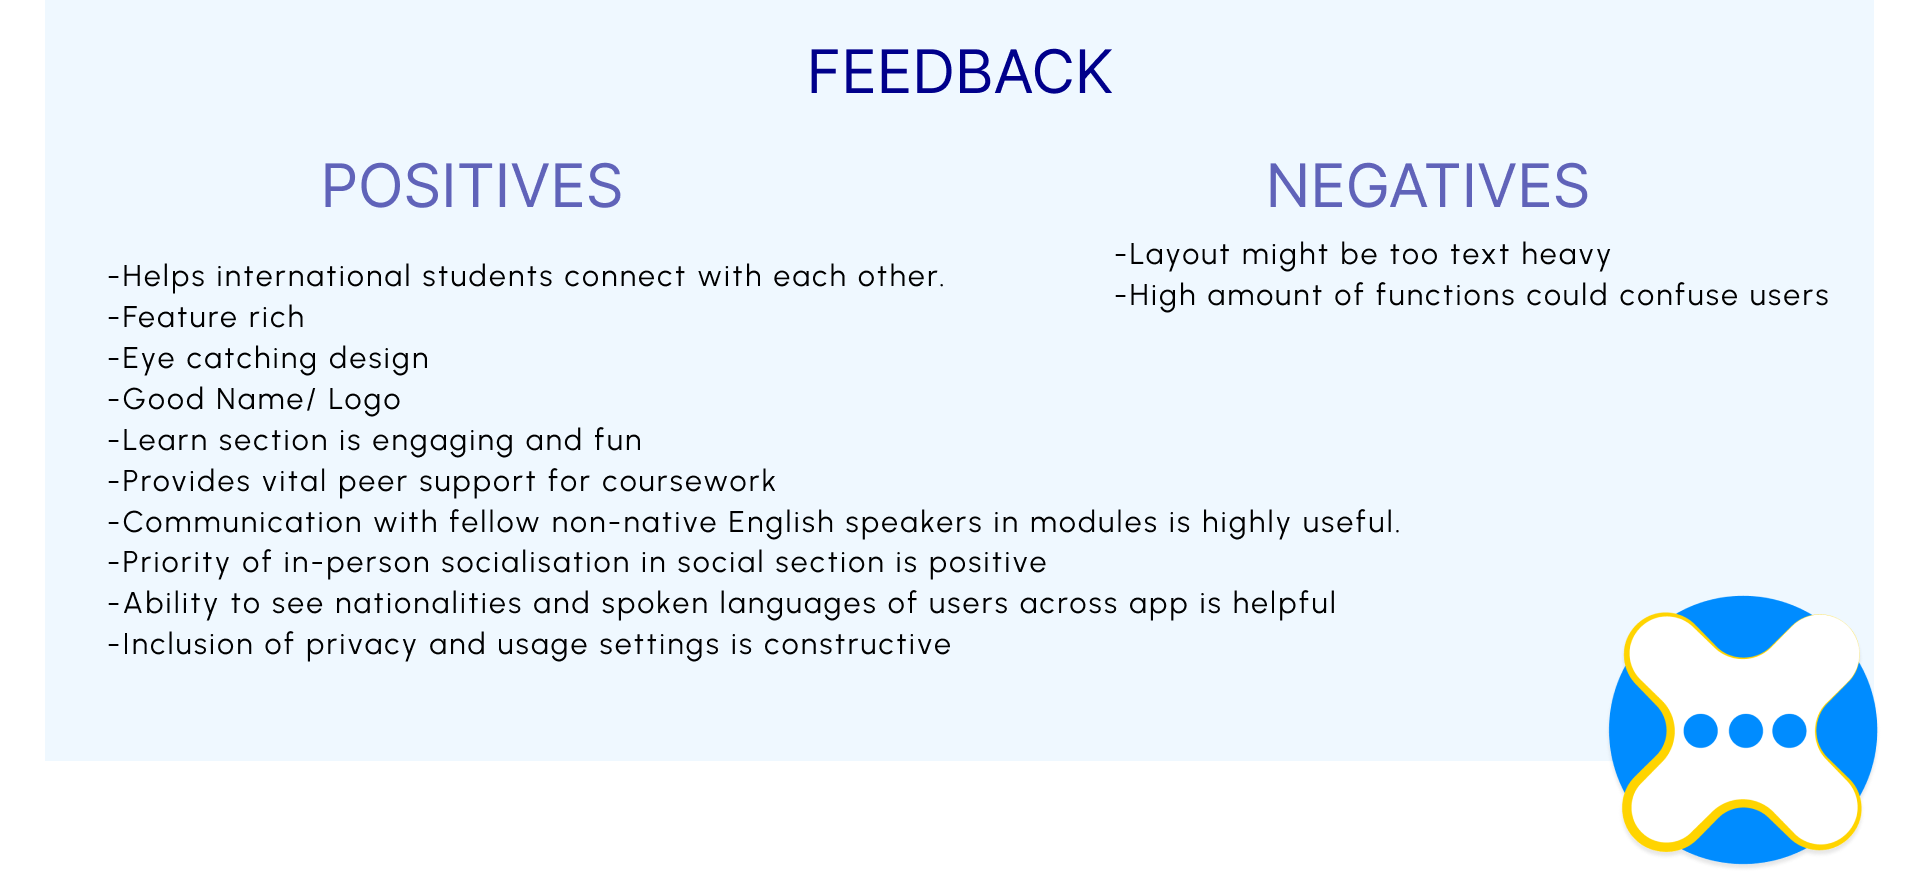 FEEDBACK
POSITIVES
-Helps international students connect with each other.
-Feature rich
-Eye catching design
-Good Name/ Logo
-Learn section is engaging and fun
-Provides vital peer support for coursework
-Communication with fellow non-native English speakers in modules is highly useful.
-Priority of in-person socialisation in social section is positive
-Ability to see nationalities and spoken languages of users across app is helpful
-Inclusion of privacy and usage settings is constructive
NEGATIVES
-Layout might be too text heavy
-High amount of functions could confuse users